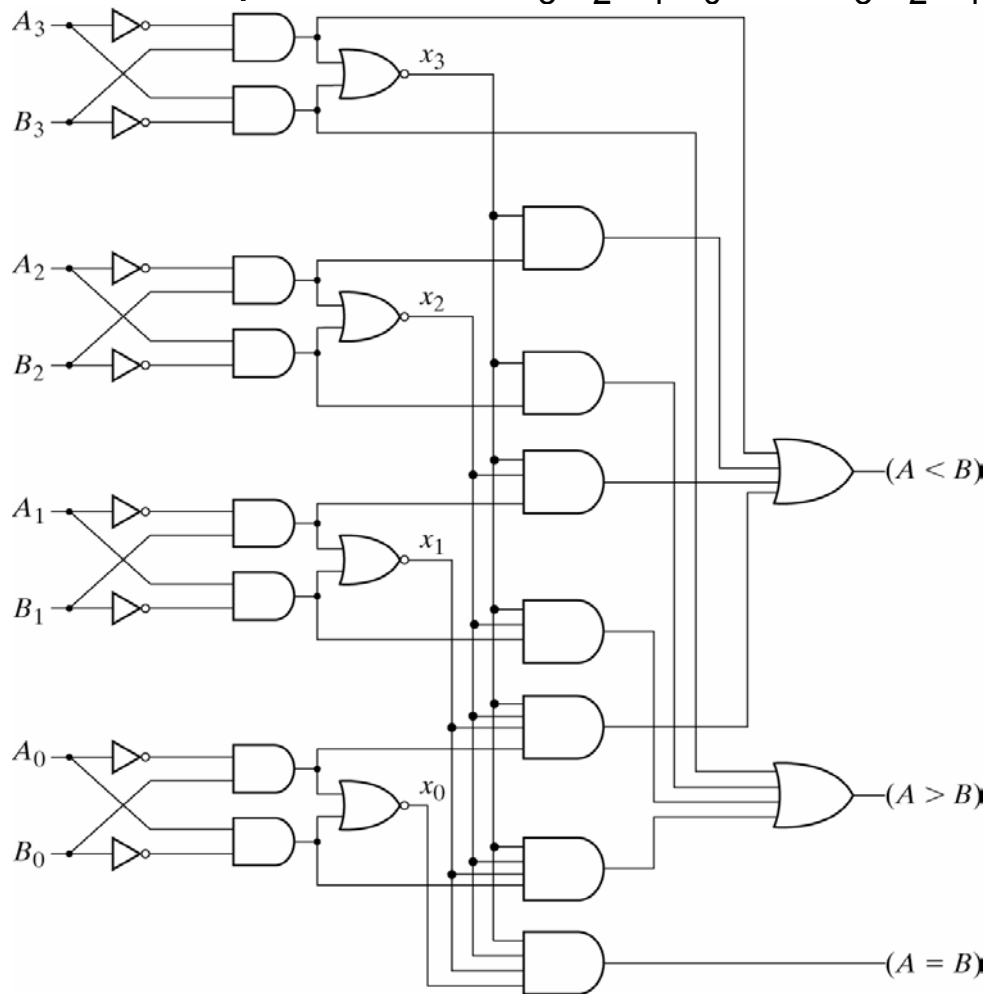 A₃
x₃
B₃
A₂
x₂
B₂
(A < B)
A₁
x₁
B₁
A₀
x₀
(A > B)
B₀
(A = B)